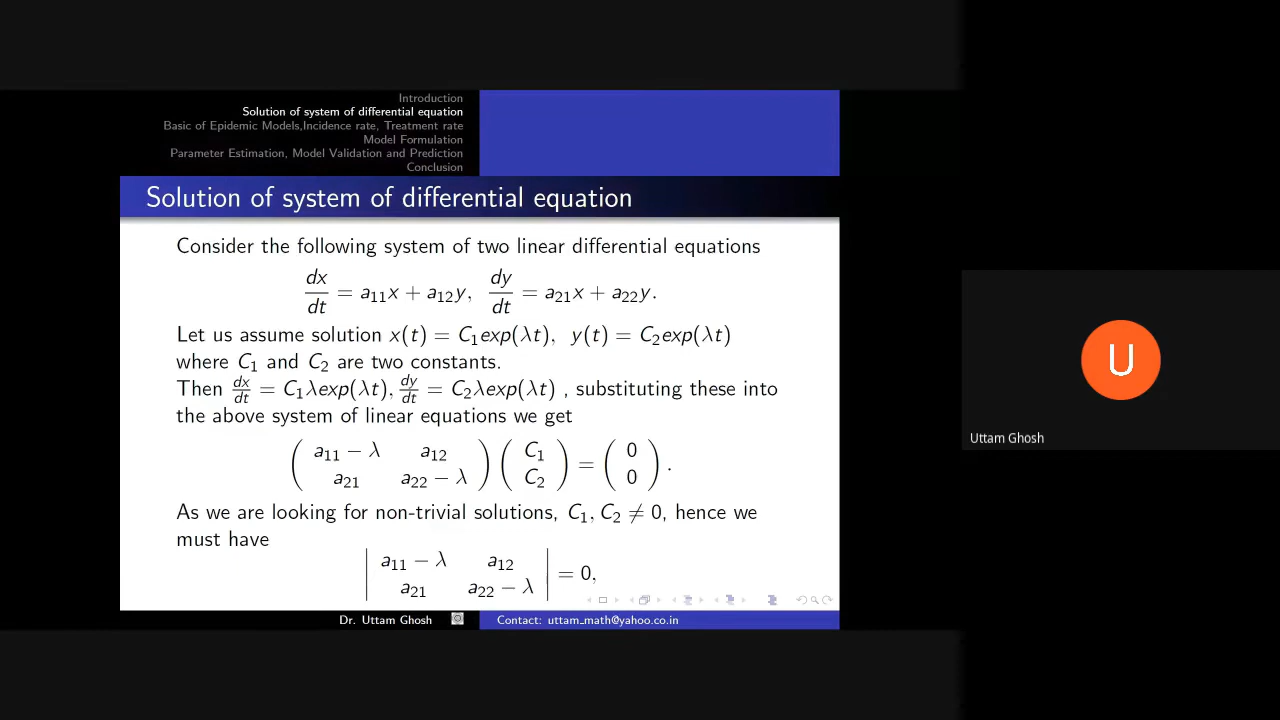 Introduction
Solution of system of differential equation
Basic of Epidemic Models,Incidence rate, Treatment rate
Model Formulation
Parameter Estimation, Model Validation and Prediction
Conclusion
Solution of system of differential equation
Consider the following system of two linear differential equations
dx/dt = a₁₁x + a₁₂y, dy/dt = a₂₁x + a₂₂y.
Let us assume solution x(t) = C₁exp(λt), y(t) = C₂exp(λt)
where C₁ and C₂ are two constants.
Then dx/dt = C₁λexp(λt), dy/dt = C₂λexp(λt) , substituting these into
the above system of linear equations we get
( a₁₁ − λ a₁₂ ) ( C₁ ) = ( 0 )
( a₂₁ a₂₂ − λ ) ( C₂ ) ( 0 ) .
As we are looking for non-trivial solutions, C₁, C₂ ≠ 0, hence we
must have
| a₁₁ − λ a₁₂ | = 0,
| a₂₁ a₂₂ − λ |
Dr. Uttam Ghosh
Contact: uttam_math@yahoo.co.in
U
Uttam Ghosh